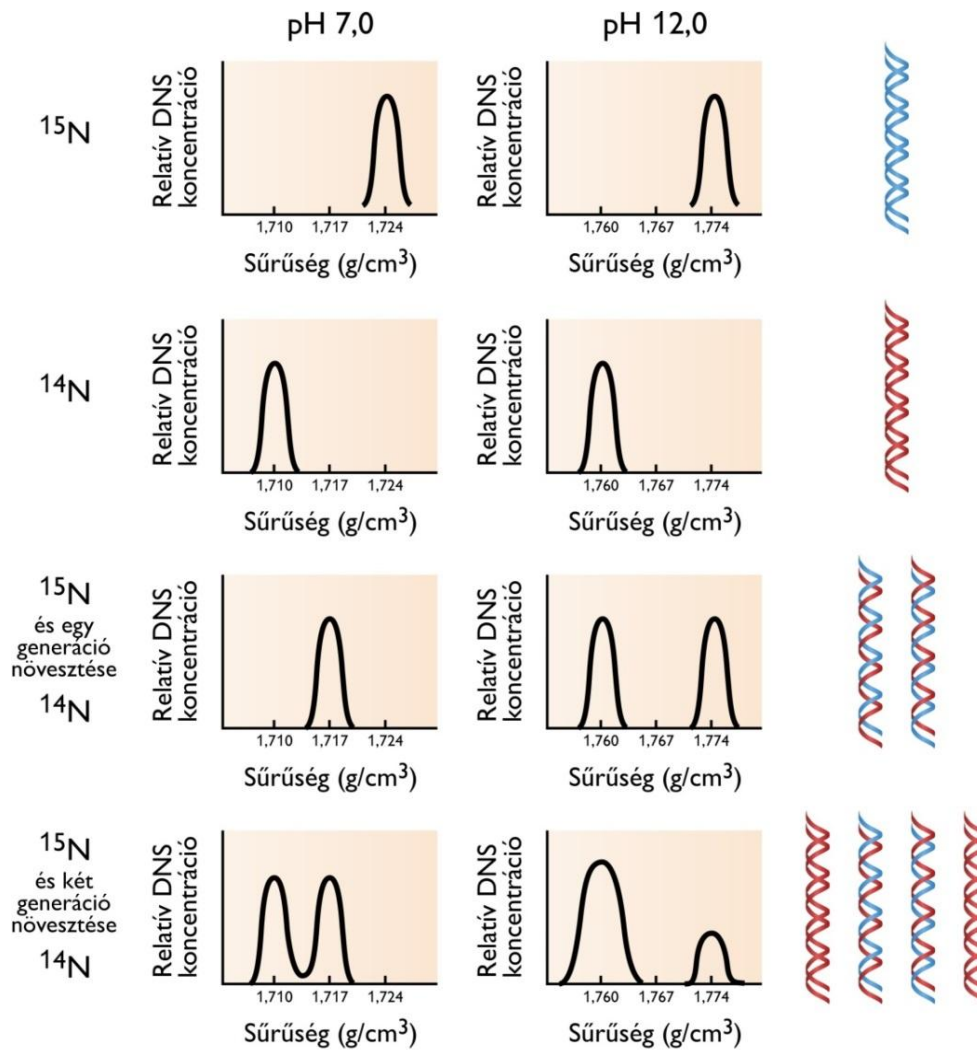 pH 7,0
pH 12,0
¹⁵N
Relatív DNS
koncentráció
1,710 1,717 1,724
Sűrűség (g/cm³)
Relatív DNS
koncentráció
1,760 1,767 1,774
Sűrűség (g/cm³)
¹⁴N
Relatív DNS
koncentráció
1,710 1,717 1,724
Sűrűség (g/cm³)
Relatív DNS
koncentráció
1,760 1,767 1,774
Sűrűség (g/cm³)
¹⁵N
és egy
generáció
növesztése
¹⁴N
Relatív DNS
koncentráció
1,710 1,717 1,724
Sűrűség (g/cm³)
Relatív DNS
koncentráció
1,760 1,767 1,774
Sűrűség (g/cm³)
¹⁵N
és két
generáció
növesztése
¹⁴N
Relatív DNS
koncentráció
1,710 1,717 1,724
Sűrűség (g/cm³)
Relatív DNS
koncentráció
1,760 1,767 1,774
Sűrűség (g/cm³)